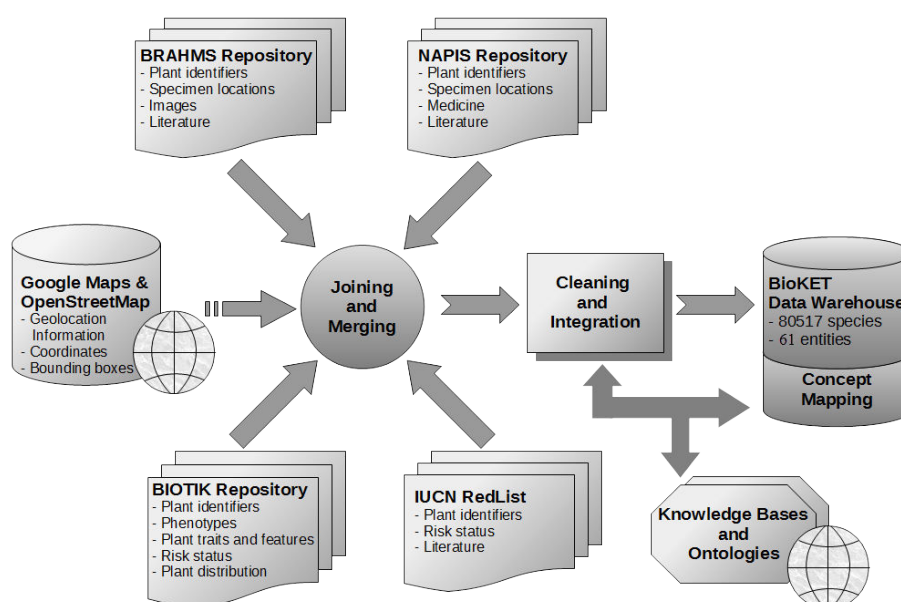 BRAHMS Repository
- Plant identifiers
- Specimen locations
- Images
- Literature
NAPIS Repository
- Plant identifiers
- Specimen locations
- Medicine
- Literature
Google Maps &
OpenStreetMap
- Geolocation
Information
- Coordinates
- Bounding boxes
Joining
and
Merging
Cleaning
and
Integration
BioKET
Data Warehouse
- 80517 species
- 61 entities
Concept
Mapping
BIOTIK Repository
- Plant identifiers
- Phenotypes
- Plant traits and features
- Risk status
- Plant distribution
IUCN RedList
- Plant identifiers
- Risk status
- Literature
Knowledge Bases
and
Ontologies